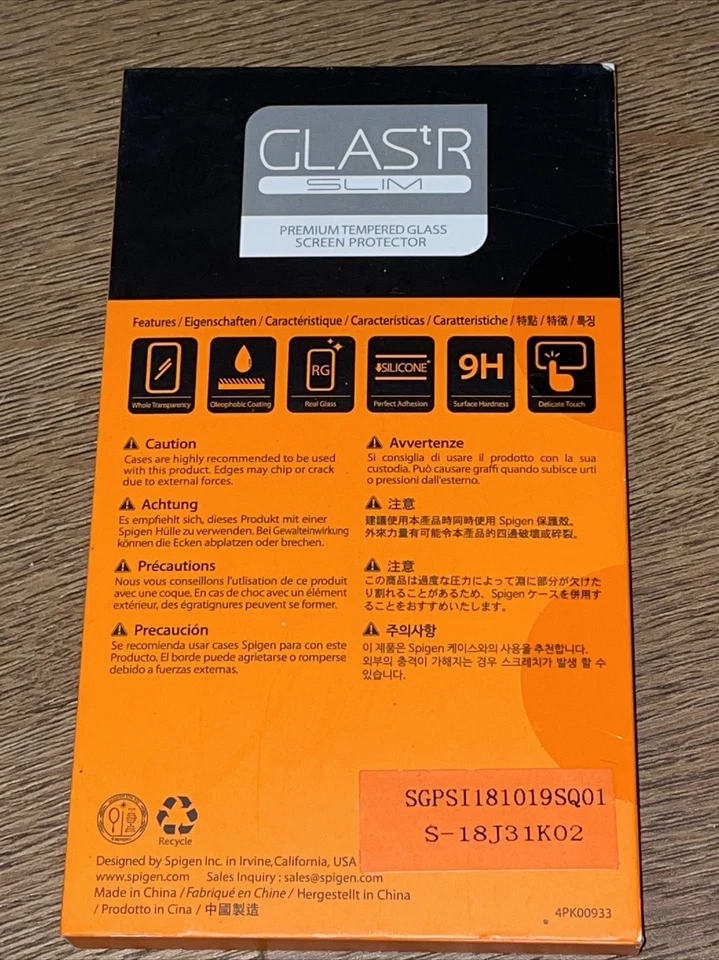 GLAStR
SLIM
PREMIUM TEMPERED GLASS
SCREEN PROTECTOR
Features / Eigenschaften / Caractéristique / Características / Caratteristiche / 特點 / 特徴 / 특징
Whole Transparency
Oleophobic Coating
RG
Real Glass
SILICONE+
Perfect Adhesion
9H
Surface Hardness
Delicate Touch
Caution
Cases are highly recommended to be used
with this product. Edges may chip or crack
due to external forces.
Achtung
Es empfiehlt sich, dieses Produkt mit einer
Spigen Hülle zu verwenden. Bei Gewalteinwirkung
können die Ecken abplatzen oder brechen.
Précautions
Nous vous conseillons l'utlisation de ce produit
avec une coque. En cas de choc avec un élément
extérieur, des égratignures peuvent se former.
Precaución
Se recomienda usar cases Spigen para con este
Producto. El borde puede agrietarse o romperse
debido a fuerzas externas.
Avvertenze
Si consiglia di usare il prodotto con la sua
custodia. Può causare graffi quando subisce urti
o pressioni dall'esterno.
注意
建議使用本產品時同時使用 Spigen 保護殼。
外來力量有可能令本產品的四邊破壞或碎裂。
注意
この商品は過度な圧力によって淵に部分が欠けた
り割れることがあるため、Spigen ケースを併用す
ることをおすすめいたします。
주의사항
이 제품은 Spigen 케이스와의 사용을 추천합니다.
외부의 충격이 가해지는 경우 스크래치가 발생 할 수
있습니다.
Recycle
SGPSI181019SQ01
S-18J31K02
Designed by Spigen Inc. in Irvine,California, USA
www.spigen.com Sales Inquiry : sales@spigen.com
Made in China / Fabriqué en Chine / Hergestellt in China
/ Prodotto in Cina / 中國製造
4PK00933